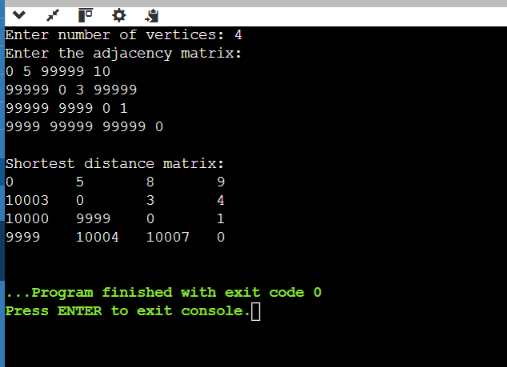 Enter number of vertices: 4
Enter the adjacency matrix:
0 5 99999 10
99999 0 3 99999
99999 9999 0 1
9999 99999 99999 0
Shortest distance matrix:
0 5 8 9
10003 0 3 4
10000 9999 0 1
9999 10004 10007 0
...Program finished with exit code 0
Press ENTER to exit console.